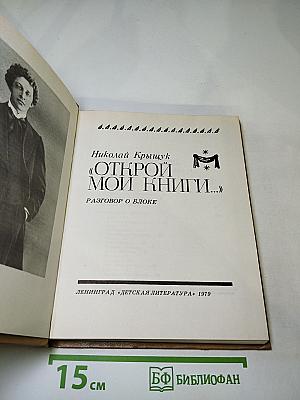 Николай Крыщук
«ОТКРОЙ
МОИ КНИГИ...»
РАЗГОВОР О БЛОКЕ
ЛЕНИНГРАД «ДЕТСКАЯ ЛИТЕРАТУРА» 1979
15 см
БФ БИБЛИОФАН